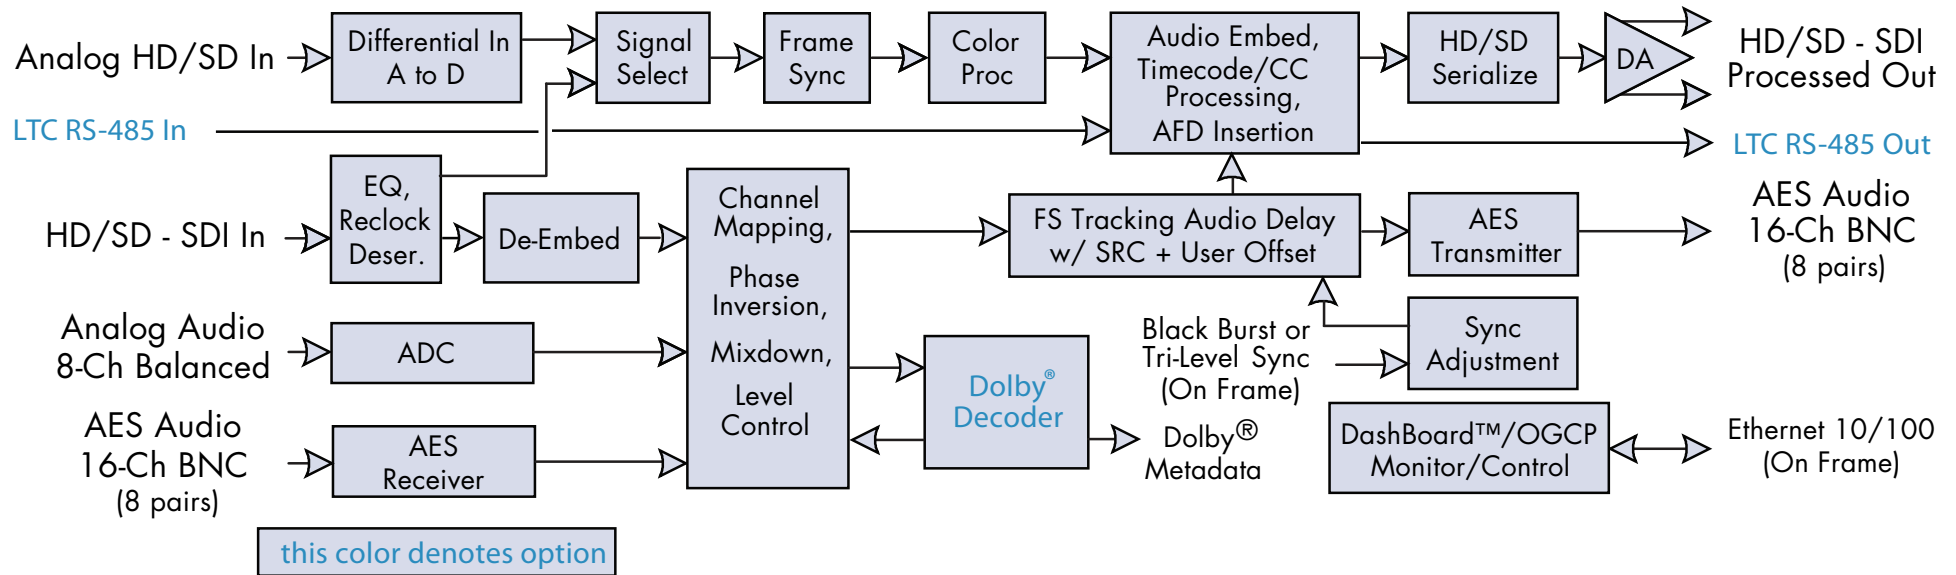 Analog HD/SD In
Differential In
A to D
Signal
Select
Frame
Sync
Color
Proc
Audio Embed,
Timecode/CC
Processing,
AFD Insertion
HD/SD
Serialize
DA
HD/SD - SDI
Processed Out
LTC RS-485 In
LTC RS-485 Out
HD/SD - SDI In
EQ,
Reclock
Deser.
De-Embed
Channel
Mapping,
Phase
Inversion,
Mixdown,
Level
Control
FS Tracking Audio Delay
w/ SRC + User Offset
AES
Transmitter
AES Audio
16-Ch BNC
(8 pairs)
Analog Audio
8-Ch Balanced
ADC
Dolby®
Decoder
Black Burst or
Tri-Level Sync
(On Frame)
Sync
Adjustment
AES Audio
16-Ch BNC
(8 pairs)
AES
Receiver
Dolby®
Metadata
DashBoard™/OGCP
Monitor/Control
Ethernet 10/100
(On Frame)
this color denotes option